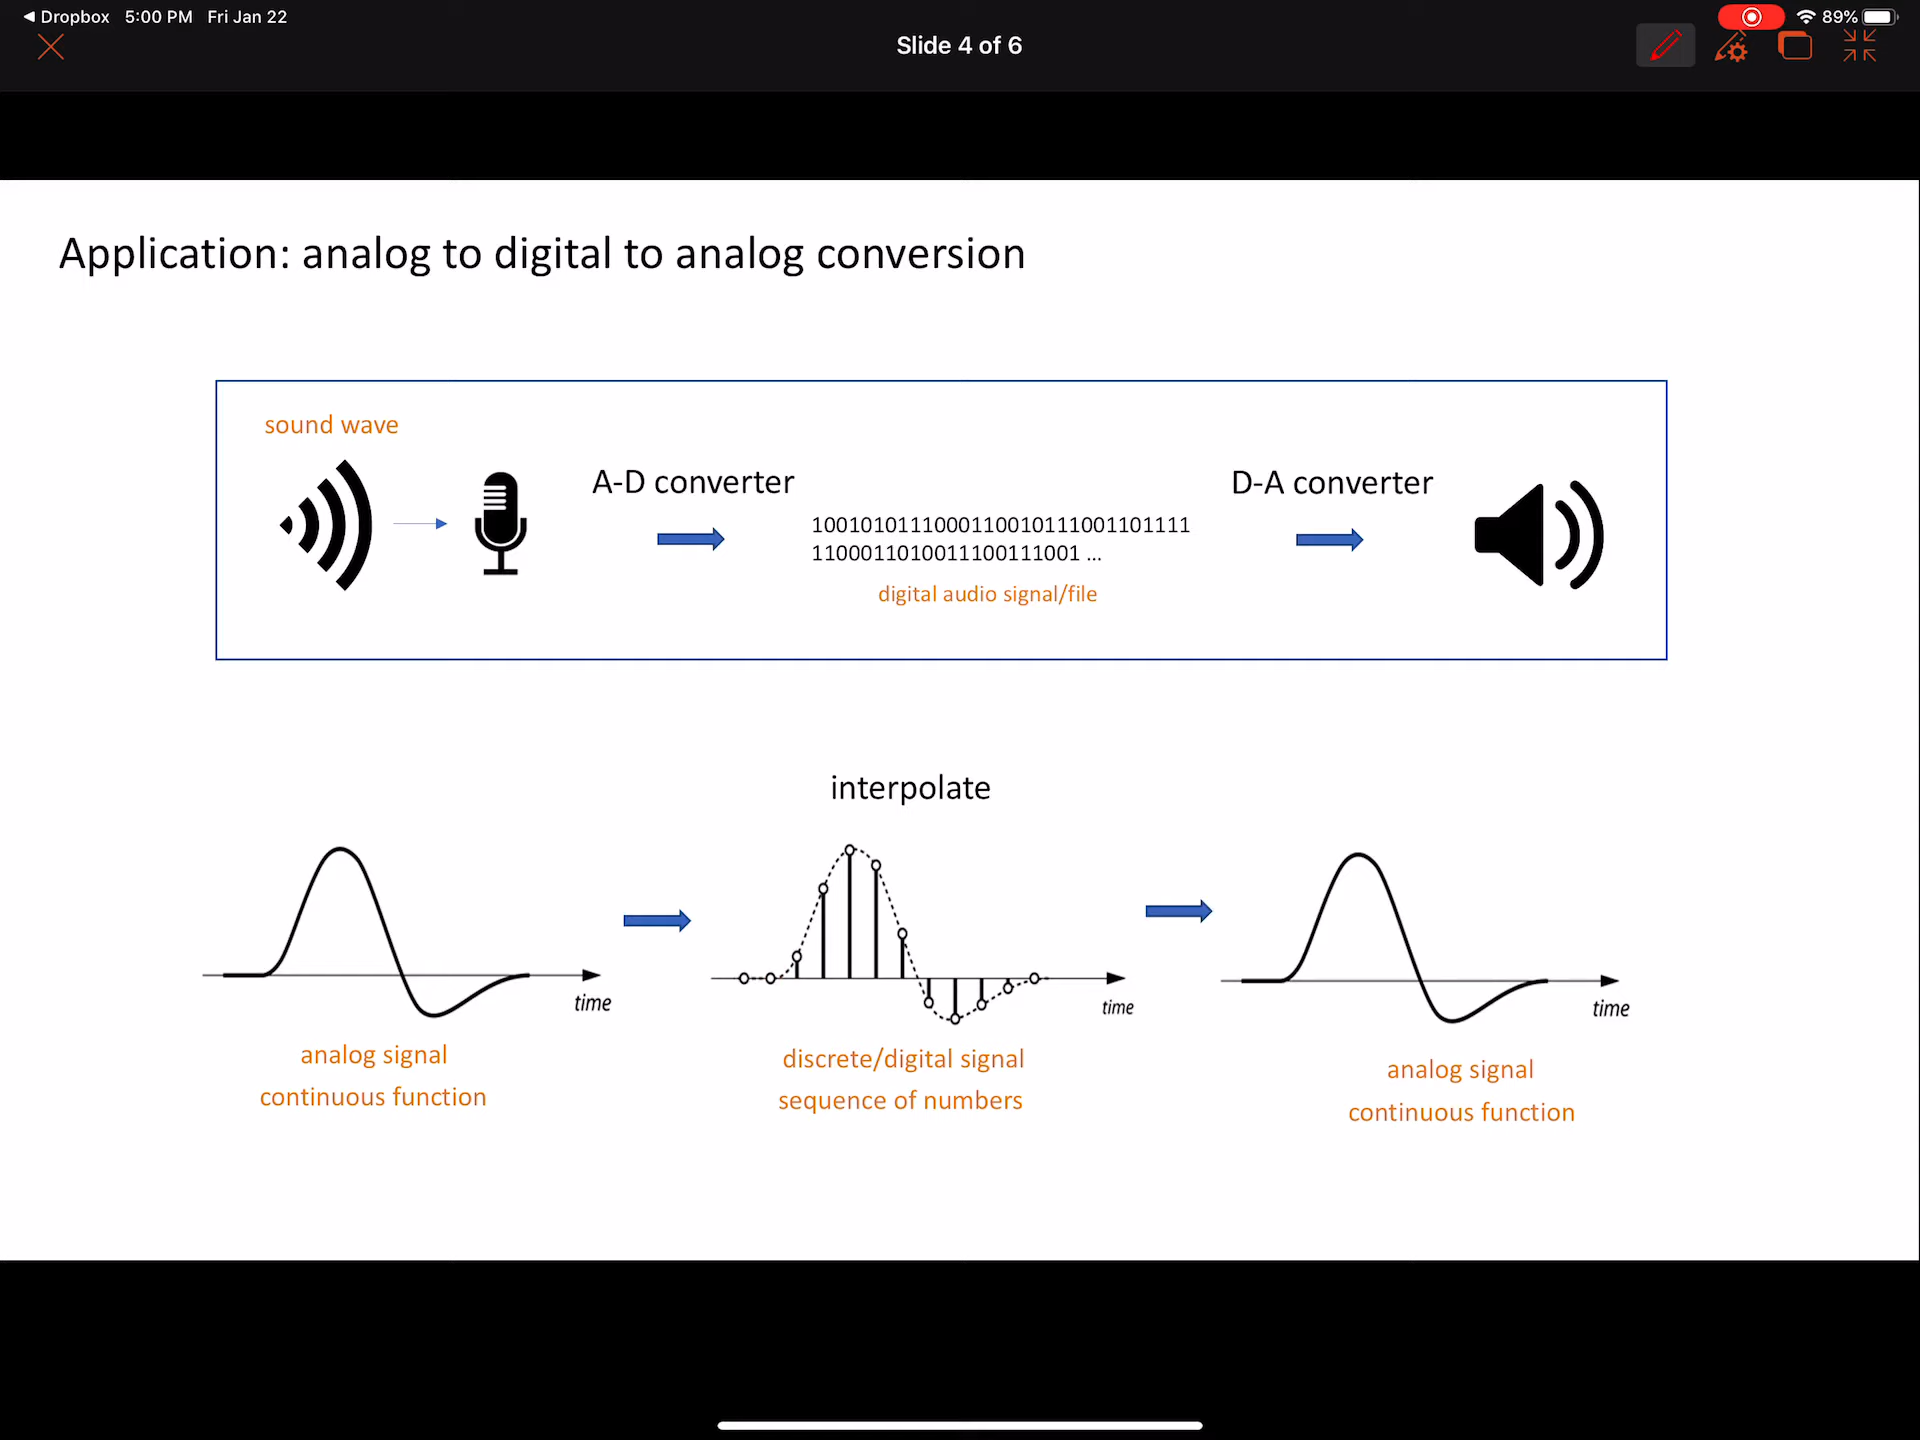 ◀ Dropbox 5:00 PM Fri Jan 22
89%
Slide 4 of 6
Application: analog to digital to analog conversion
sound wave
A-D converter
D-A converter
1001010111000110010111001101111
1100011010011100111001 ...
digital audio signal/file
interpolate
time
time
time
analog signal
continuous function
discrete/digital signal
sequence of numbers
analog signal
continuous function